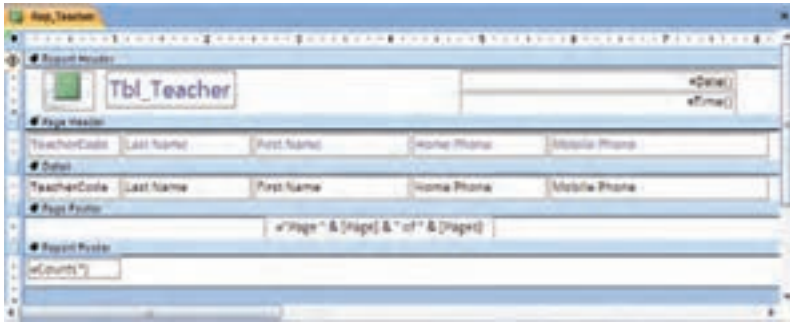 Rep_Teacher
Report Header
Tbl_Teacher
=Date()
=Time()
Page Header
TeacherCode Last Name First Name Home Phone Mobile Phone
Detail
TeacherCode Last Name First Name Home Phone Mobile Phone
Page Footer
="Page " & [Page] & " of " & [Pages]
Report Footer
=Count(*)